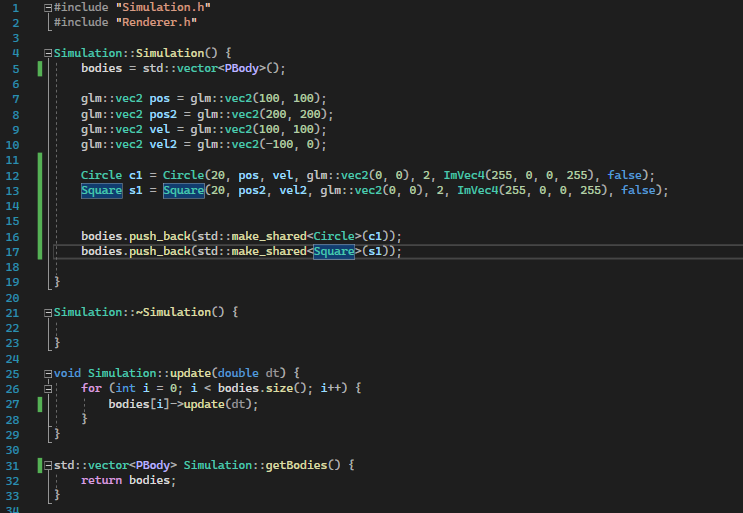 1 #include "Simulation.h"
2 #include "Renderer.h"
3
4 Simulation::Simulation() {
5     bodies = std::vector<PBody>();
6
7     glm::vec2 pos = glm::vec2(100, 100);
8     glm::vec2 pos2 = glm::vec2(200, 200);
9     glm::vec2 vel = glm::vec2(100, 100);
10     glm::vec2 vel2 = glm::vec2(-100, 0);
11
12     Circle c1 = Circle(20, pos, vel, glm::vec2(0, 0), 2, ImVec4(255, 0, 0, 255), false);
13     Square s1 = Square(20, pos2, vel2, glm::vec2(0, 0), 2, ImVec4(255, 0, 0, 255), false);
14
15
16     bodies.push_back(std::make_shared<Circle>(c1));
17     bodies.push_back(std::make_shared<Square>(s1));
18
19 }
20
21 Simulation::~Simulation() {
22
23 }
24
25 void Simulation::update(double dt) {
26     for (int i = 0; i < bodies.size(); i++) {
27         bodies[i]->update(dt);
28     }
29 }
30
31 std::vector<PBody> Simulation::getBodies() {
32     return bodies;
33 }
34